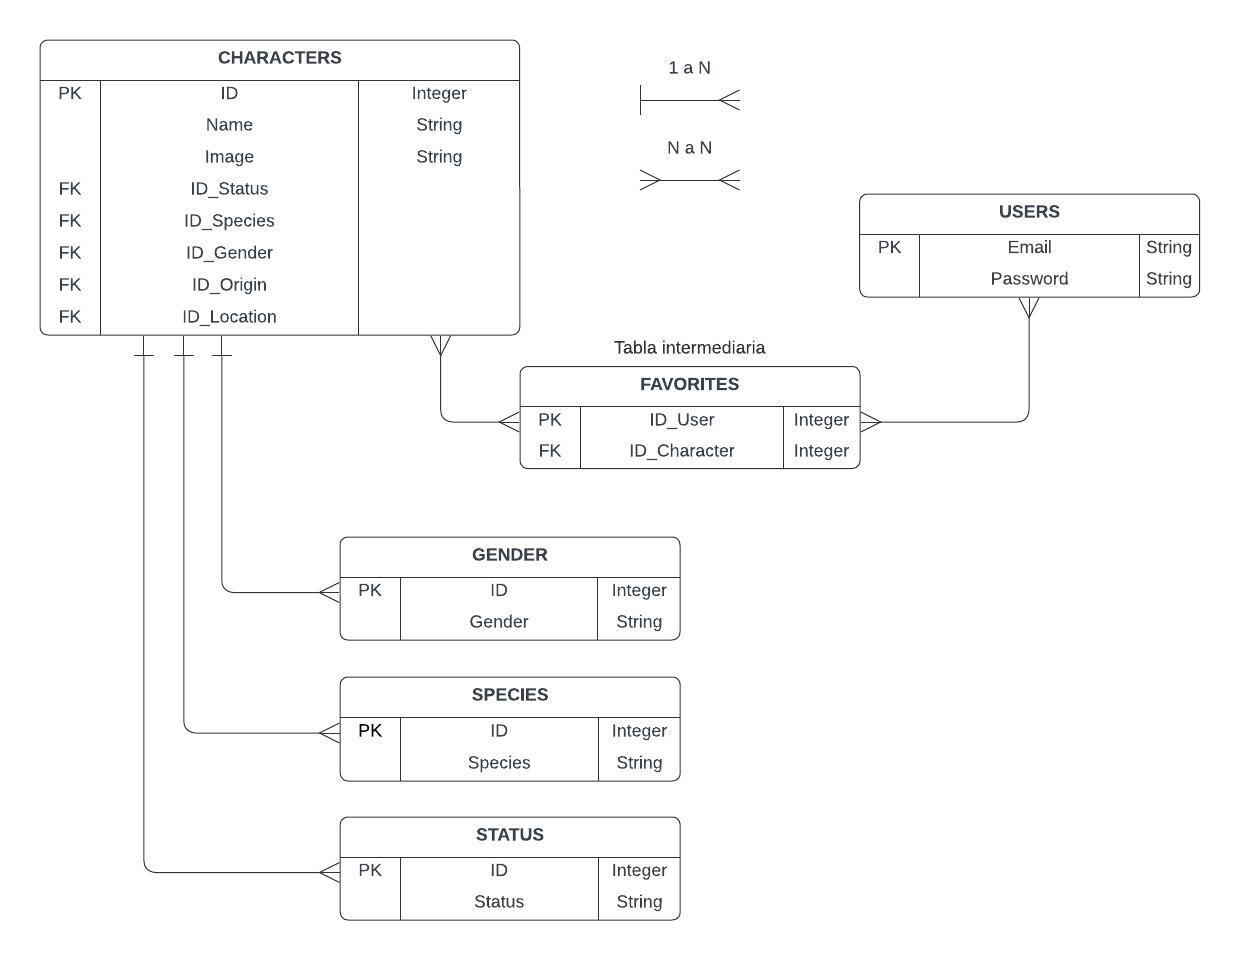 CHARACTERS
PK ID Integer
Name String
Image String
FK ID_Status
FK ID_Species
FK ID_Gender
FK ID_Origin
FK ID_Location
1 a N
N a N
USERS
PK Email String
Password String
Tabla intermediaria
FAVORITES
PK ID_User Integer
FK ID_Character Integer
GENDER
PK ID Integer
Gender String
SPECIES
PK ID Integer
Species String
STATUS
PK ID Integer
Status String